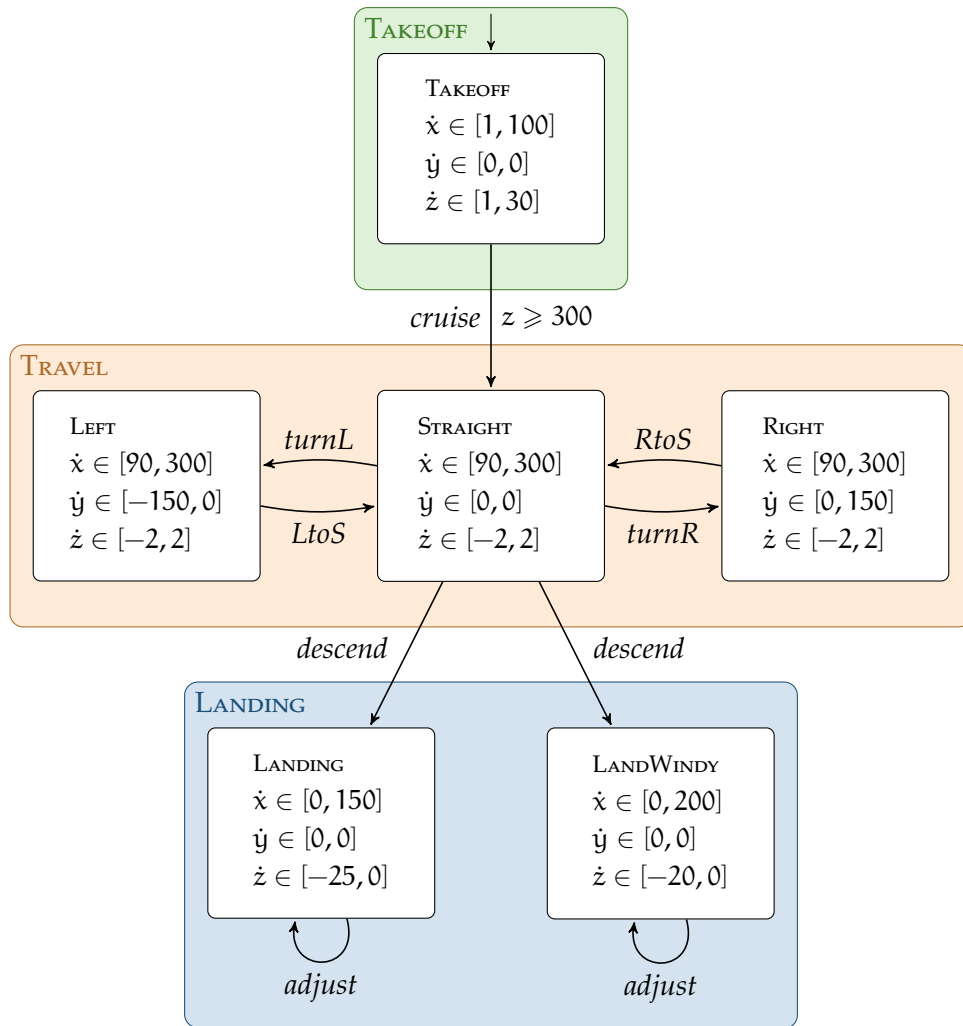 TAKEOFF
TAKEOFF
ẋ ∈ [1, 100]
ẏ ∈ [0, 0]
ż ∈ [1, 30]
cruise z ⩾ 300
TRAVEL
LEFT
ẋ ∈ [90, 300]
ẏ ∈ [−150, 0]
ż ∈ [−2, 2]
turnL
LtoS
STRAIGHT
ẋ ∈ [90, 300]
ẏ ∈ [0, 0]
ż ∈ [−2, 2]
RtoS
turnR
RIGHT
ẋ ∈ [90, 300]
ẏ ∈ [0, 150]
ż ∈ [−2, 2]
descend
descend
LANDING
LANDING
ẋ ∈ [0, 150]
ẏ ∈ [0, 0]
ż ∈ [−25, 0]
adjust
LANDWINDY
ẋ ∈ [0, 200]
ẏ ∈ [0, 0]
ż ∈ [−20, 0]
adjust